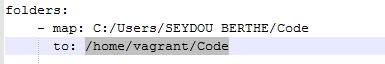 folders:
    - map: C:/Users/SEYDOU BERTHE/Code
      to: /home/vagrant/Code